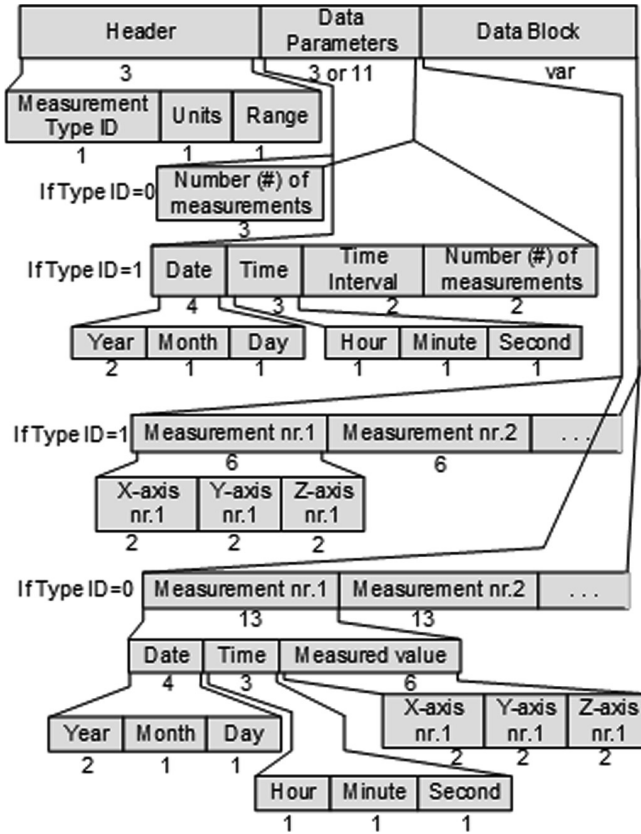 Header Data Parameters Data Block
3 3 or 11 var
Measurement Type ID Units Range
1 1 1
If Type ID=0 Number (#) of measurements
3
If Type ID=1 Date Time Time Interval Number (#) of measurements
4 3 2 2
Year Month Day Hour Minute Second
2 1 1 1 1 1
If Type ID=1 Measurement nr.1 Measurement nr.2 . . .
6 6
X-axis nr.1 Y-axis nr.1 Z-axis nr.1
2 2 2
If Type ID=0 Measurement nr.1 Measurement nr.2 . . .
13 13
Date Time Measured value
4 3 6
X-axis nr.1 Y-axis nr.1 Z-axis nr.1
2 2 2
Year Month Day
2 1 1
Hour Minute Second
1 1 1